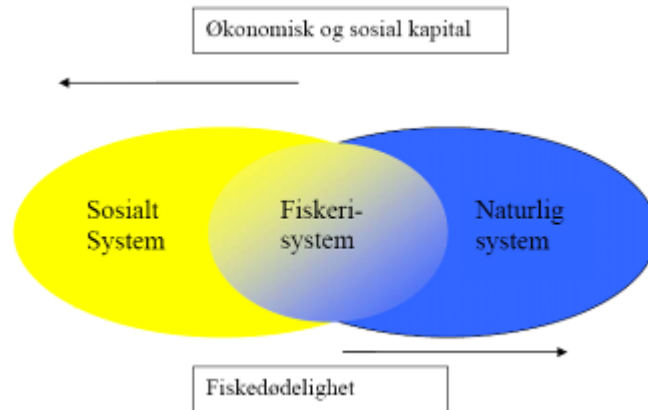 Økonomisk og sosial kapital
Sosialt
System
Fiskeri-
system
Naturlig
system
Fiskedødelighet